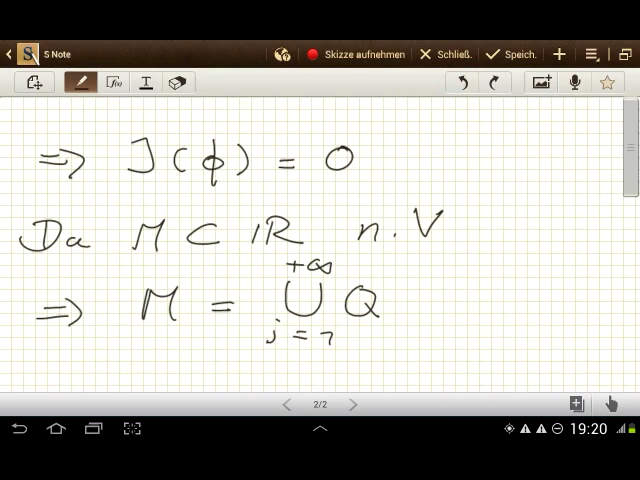 S Note
Skizze aufnehmen
Schließ.
Speich.
f(x)
T
⇒ J(ϕ) = 0
Da M ⊂ ℝ n.V
+∞
⇒ M = ⋃ Q
j = 1
2/2
19:20